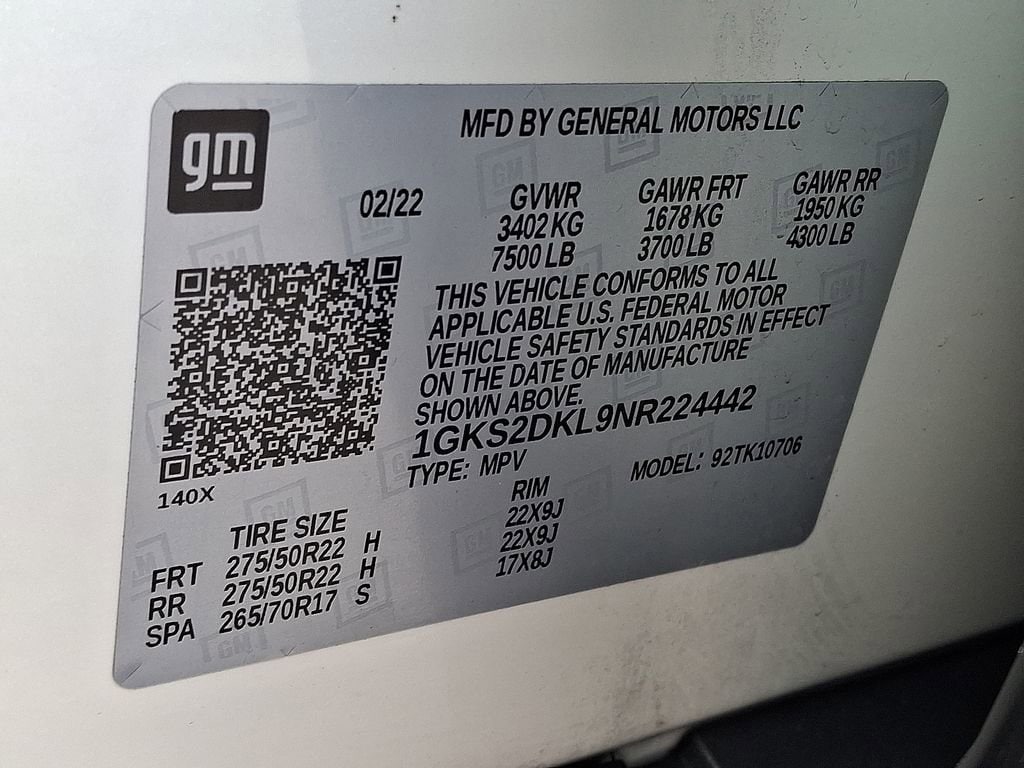 gm
MFD BY GENERAL MOTORS LLC
02/22
GVWR GAWR FRT GAWR RR
3402 KG 1678 KG 1950 KG
7500 LB 3700 LB 4300 LB
THIS VEHICLE CONFORMS TO ALL
APPLICABLE U.S. FEDERAL MOTOR
VEHICLE SAFETY STANDARDS IN EFFECT
ON THE DATE OF MANUFACTURE
SHOWN ABOVE.
1GKS2DKL9NR224442
TYPE: MPV MODEL: 92TK10706
140X
TIRE SIZE RIM
FRT 275/50R22 H 22X9J
RR 275/50R22 H 22X9J
SPA 265/70R17 S 17X8J